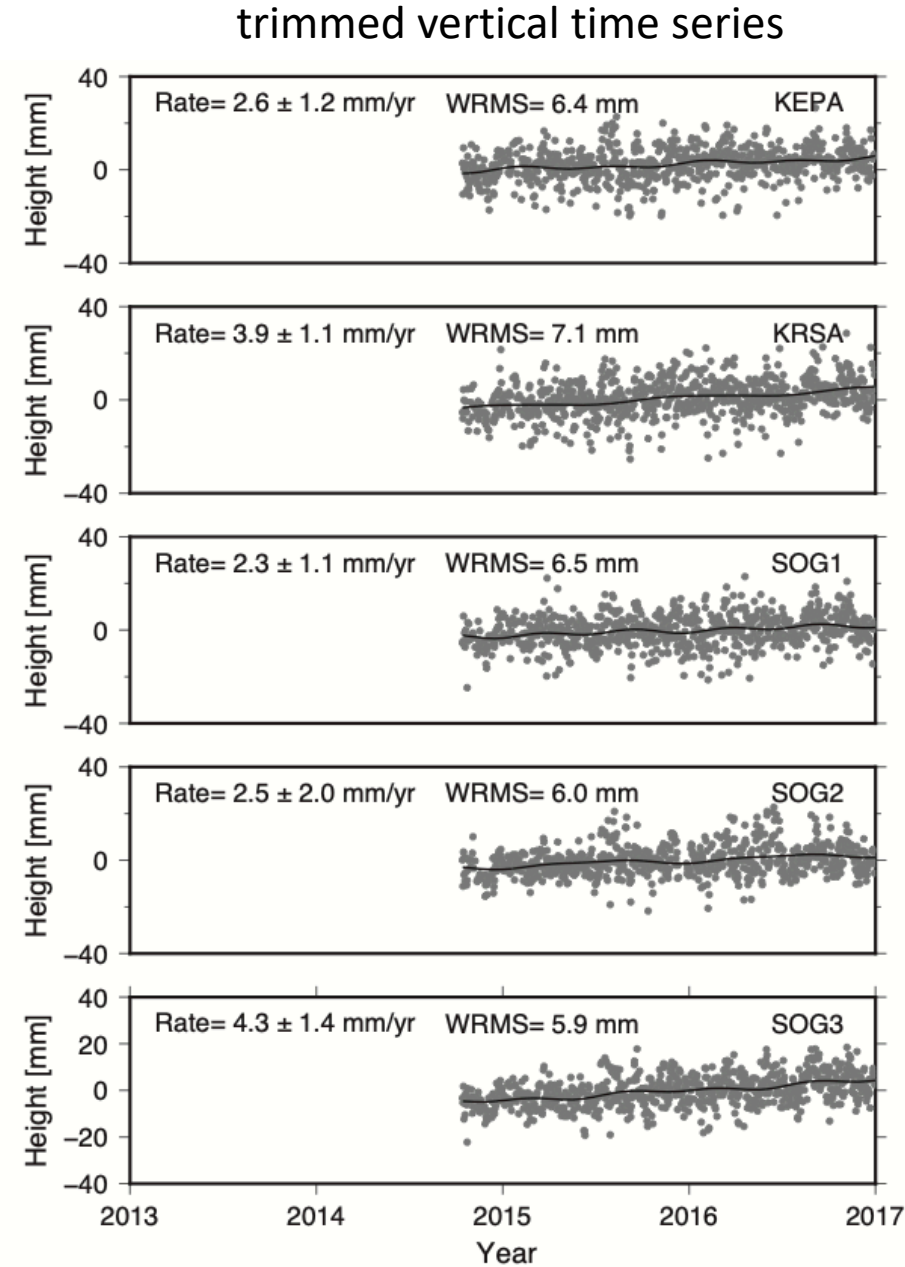 trimmed vertical time series
40
Rate= 2.6 ± 1.2 mm/yr WRMS= 6.4 mm KEPA
0
−40
Height [mm]
40
Rate= 3.9 ± 1.1 mm/yr WRMS= 7.1 mm KRSA
0
−40
Height [mm]
40
Rate= 2.3 ± 1.1 mm/yr WRMS= 6.5 mm SOG1
0
−40
Height [mm]
40
Rate= 2.5 ± 2.0 mm/yr WRMS= 6.0 mm SOG2
0
−40
Height [mm]
40
Rate= 4.3 ± 1.4 mm/yr WRMS= 5.9 mm SOG3
20
0
−20
−40
Height [mm]
2013 2014 2015 2016 2017
Year